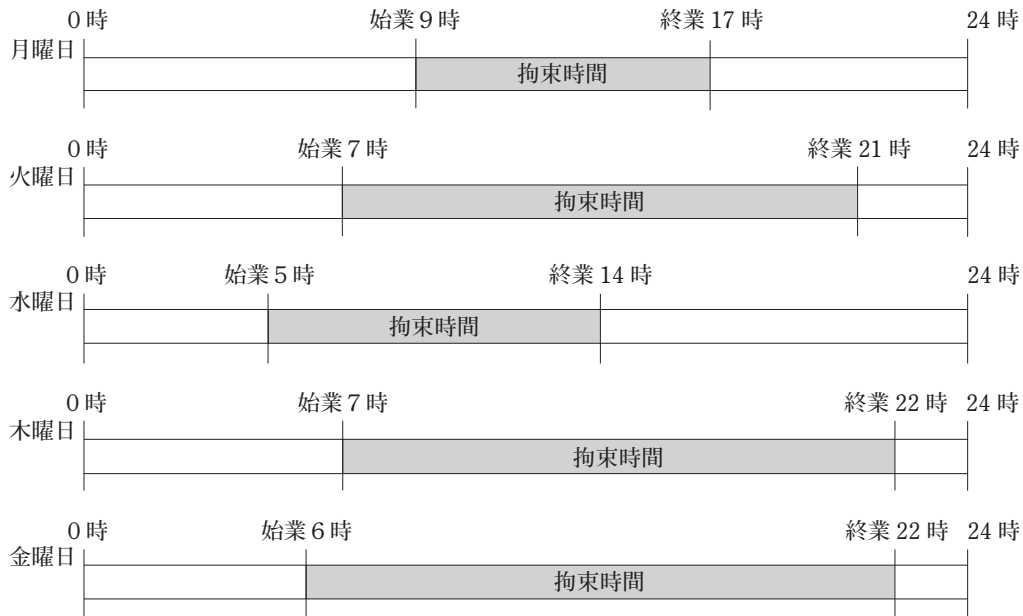 0時 始業9時 終業17時 24時
月曜日
拘束時間
0時 始業7時 終業21時 24時
火曜日
拘束時間
0時 始業5時 終業14時 24時
水曜日
拘束時間
0時 始業7時 終業22時 24時
木曜日
拘束時間
0時 始業6時 終業22時 24時
金曜日
拘束時間